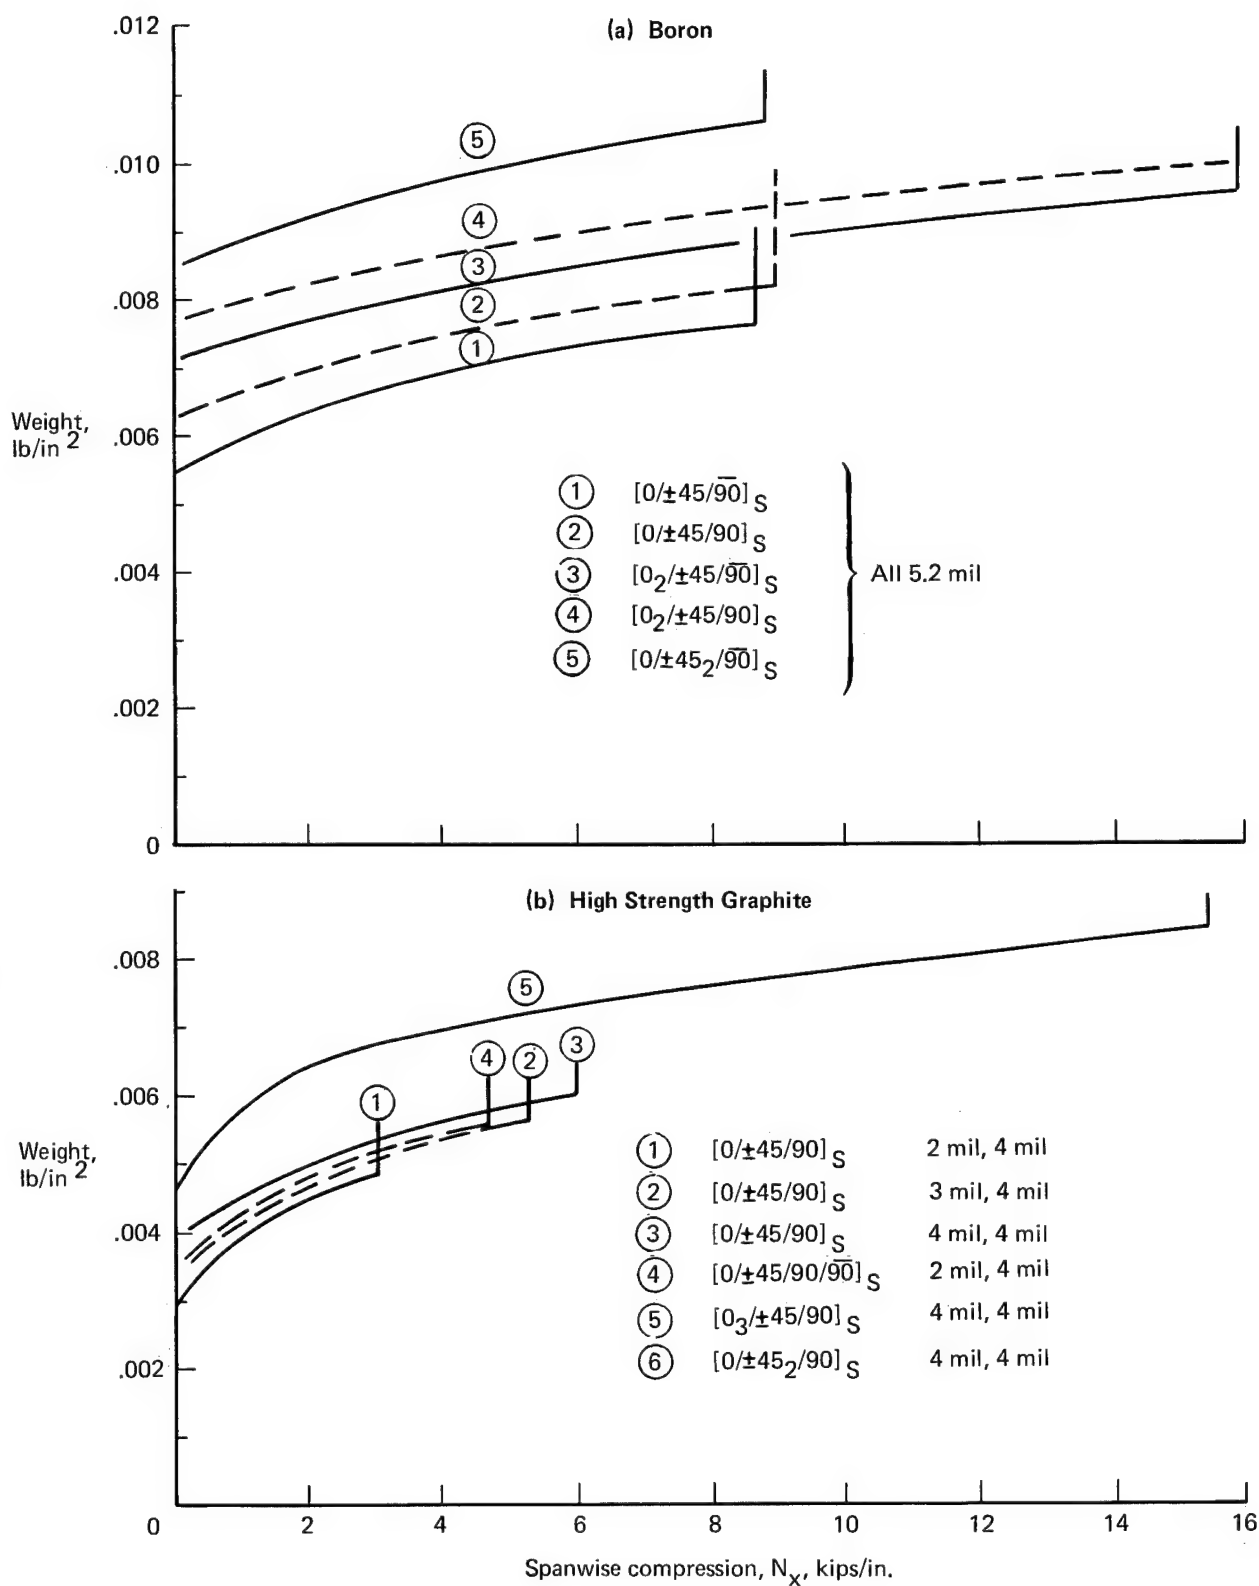 (a) Boron
.012
.010
.008
.006
.004
.002
0
Weight,
lb/in 2
5
4
3
2
1
1 [0/±45/9̅0̅]S
2 [0/±45/90]S
3 [0₂/±45/9̅0̅]S
4 [0₂/±45/90]S
5 [0/±45₂/9̅0̅]S
All 5.2 mil
(b) High Strength Graphite
.008
.006
.004
.002
0
Weight,
lb/in 2
5
4
2
3
1
1 [0/±45/90]S 2 mil, 4 mil
2 [0/±45/90]S 3 mil, 4 mil
3 [0/±45/90]S 4 mil, 4 mil
4 [0/±45/90/9̅0̅]S 2 mil, 4 mil
5 [0₃/±45/90]S 4 mil, 4 mil
6 [0/±45₂/90]S 4 mil, 4 mil
2 4 6 8 10 12 14 16
Spanwise compression, Nₓ, kips/in.